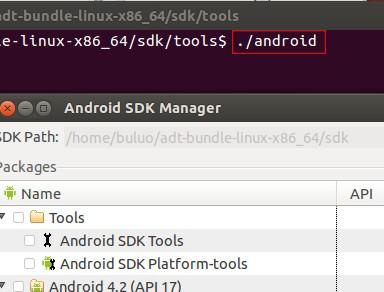 adt-bundle-linux-x86_64/sdk/tools
le-linux-x86_64/sdk/tools$ ./android
Android SDK Manager
SDK Path: /home/buluo/adt-bundle-linux-x86_64/sdk
Packages
Name API
Tools
Android SDK Tools
Android SDK Platform-tools
Android 4.2 (API 17)